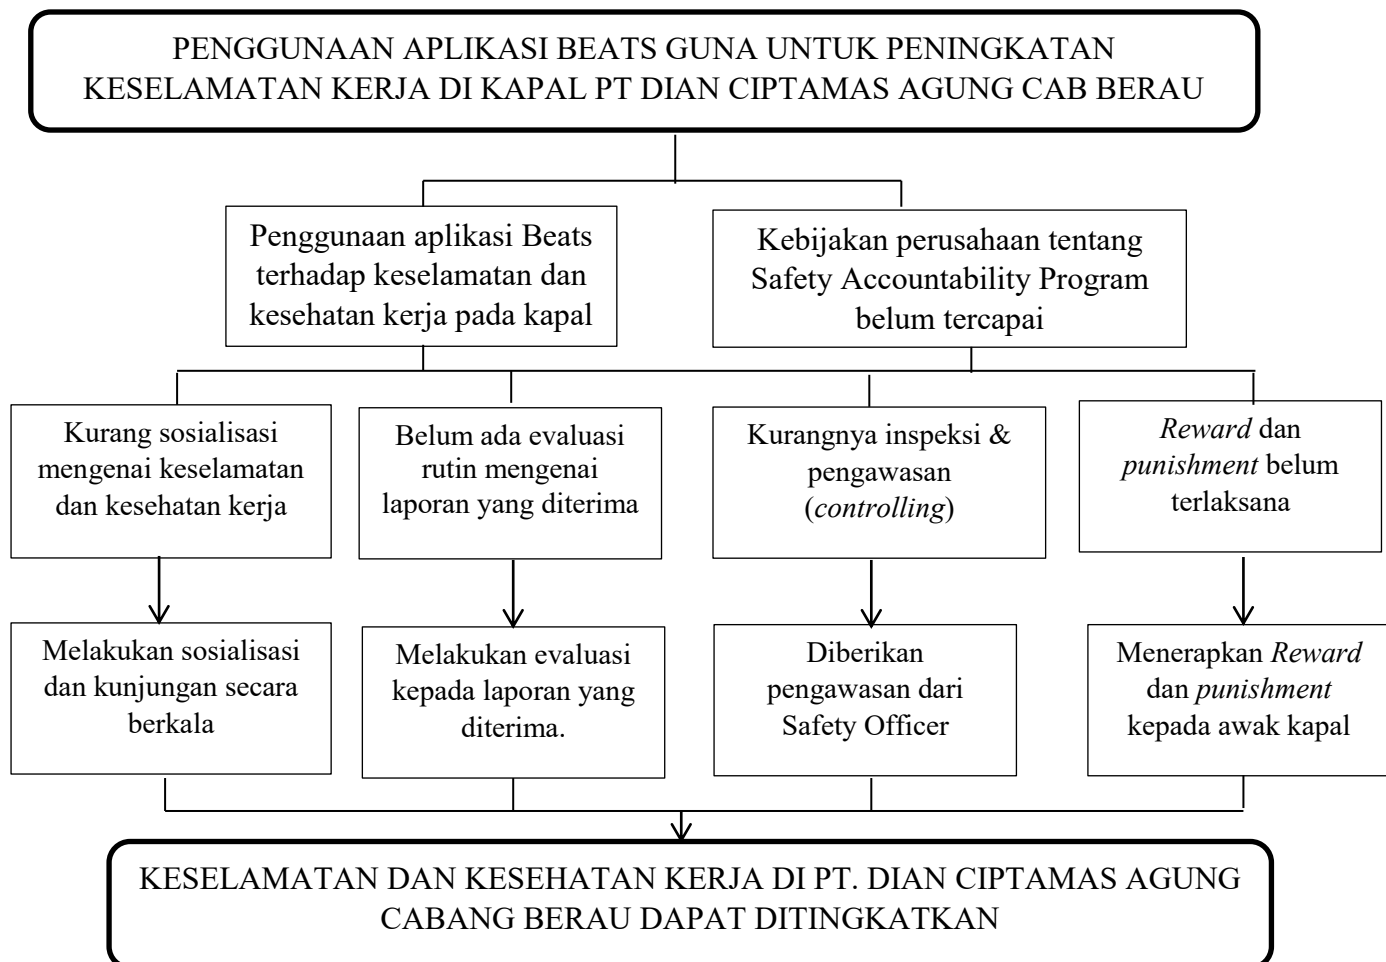 PENGGUNAAN APLIKASI BEATS GUNA UNTUK PENINGKATAN
KESELAMATAN KERJA DI KAPAL PT DIAN CIPTAMAS AGUNG CAB BERAU
Penggunaan aplikasi Beats
terhadap keselamatan dan
kesehatan kerja pada kapal
Kebijakan perusahaan tentang
Safety Accountability Program
belum tercapai
Kurang sosialisasi
mengenai keselamatan
dan kesehatan kerja
Belum ada evaluasi
rutin mengenai
laporan yang diterima
Kurangnya inspeksi &
pengawasan
(controlling)
Reward dan
punishment belum
terlaksana
Melakukan sosialisasi
dan kunjungan secara
berkala
Melakukan evaluasi
kepada laporan yang
diterima.
Diberikan
pengawasan dari
Safety Officer
Menerapkan Reward
dan punishment
kepada awak kapal
KESELAMATAN DAN KESEHATAN KERJA DI PT. DIAN CIPTAMAS AGUNG
CABANG BERAU DAPAT DITINGKATKAN